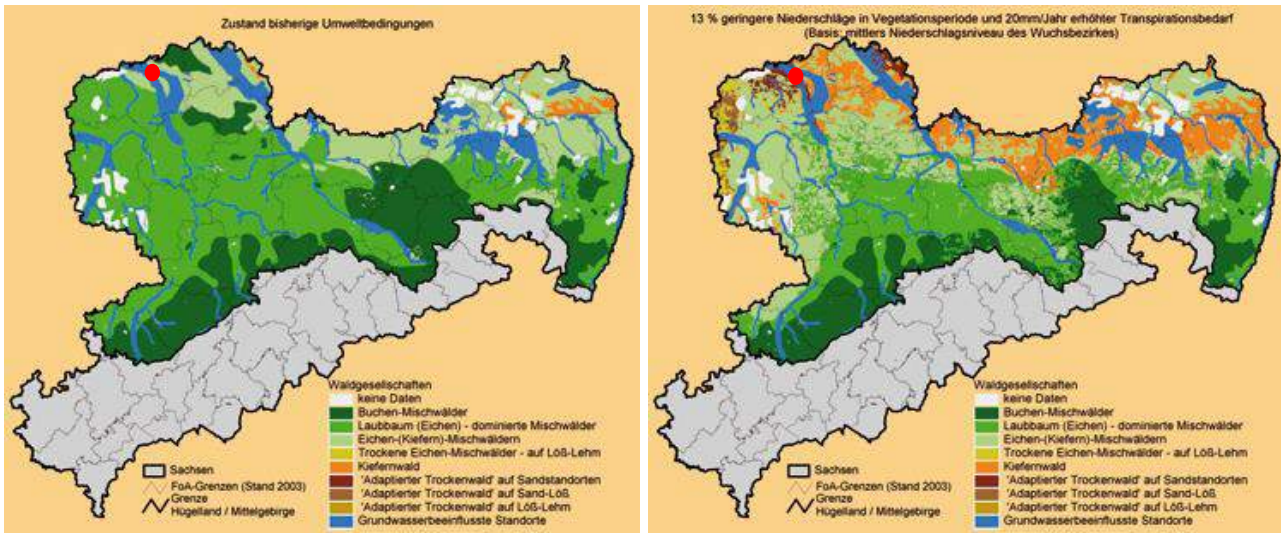 Zustand bisherige Umweltbedingungen
Waldgesellschaften
keine Daten
Buchen-Mischwälder
Laubbaum (Eichen) - dominierte Mischwälder
Eichen-(Kiefern)-Mischwäldern
Trockene Eichen-Mischwälder - auf Löß-Lehm
Kiefernwald
'Adaptierter Trockenwald' auf Sandstandorten
'Adaptierter Trockenwald' auf Sand-Löß
'Adaptierter Trockenwald' auf Löß-Lehm
Grundwasserbeeinflusste Standorte
Sachsen
FoA-Grenzen (Stand 2003)
Grenze
Hügelland / Mittelgebirge
13 % geringere Niederschläge in Vegetationsperiode und 20mm/Jahr erhöhter Transpirationsbedarf
(Basis: mittlers Niederschlagsniveau des Wuchsbezirkes)
Waldgesellschaften
keine Daten
Buchen-Mischwälder
Laubbaum (Eichen) - dominierte Mischwälder
Eichen-(Kiefern)-Mischwäldern
Trockene Eichen-Mischwälder - auf Löß-Lehm
Kiefernwald
'Adaptierter Trockenwald' auf Sandstandorten
'Adaptierter Trockenwald' auf Sand-Löß
'Adaptierter Trockenwald' auf Löß-Lehm
Grundwasserbeeinflusste Standorte
Sachsen
FoA-Grenzen (Stand 2003)
Grenze
Hügelland / Mittelgebirge